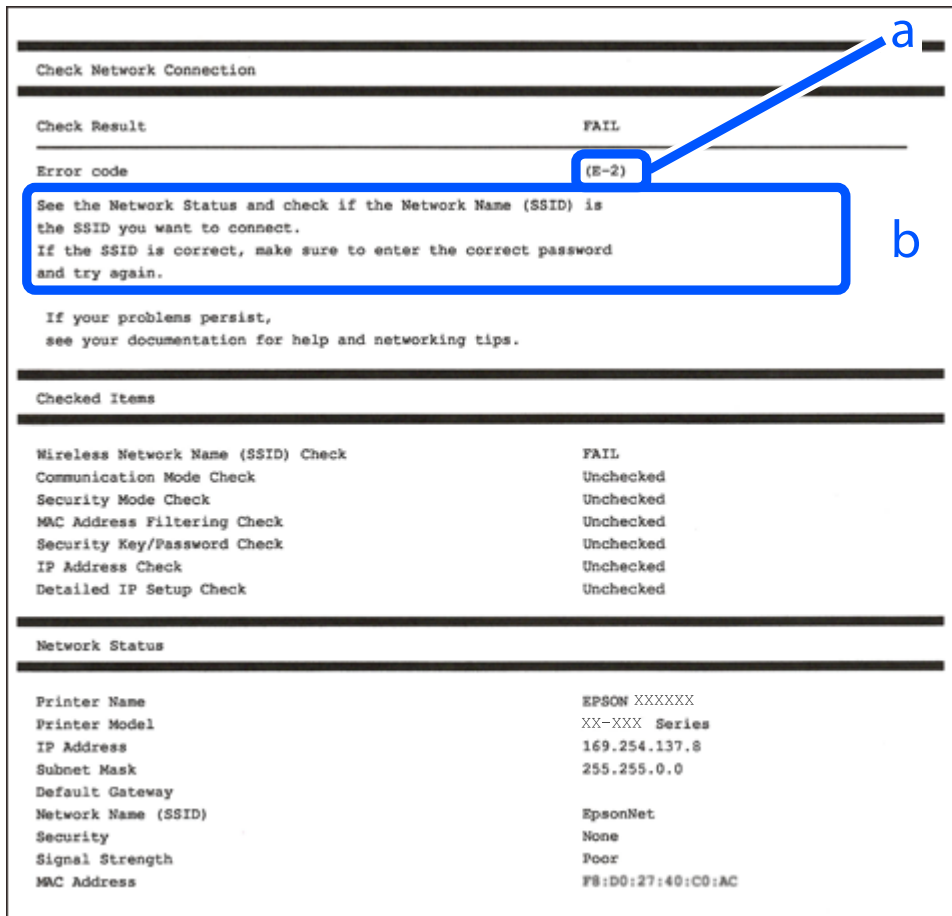 a
Check Network Connection
Check Result FAIL
Error code (E-2)
See the Network Status and check if the Network Name (SSID) is
the SSID you want to connect.
If the SSID is correct, make sure to enter the correct password
and try again.
b
If your problems persist,
see your documentation for help and networking tips.
Checked Items
Wireless Network Name (SSID) Check FAIL
Communication Mode Check Unchecked
Security Mode Check Unchecked
MAC Address Filtering Check Unchecked
Security Key/Password Check Unchecked
IP Address Check Unchecked
Detailed IP Setup Check Unchecked
Network Status
Printer Name EPSON XXXXXX
Printer Model XX-XXX Series
IP Address 169.254.137.8
Subnet Mask 255.255.0.0
Default Gateway
Network Name (SSID) EpsonNet
Security None
Signal Strength Poor
MAC Address F8:D0:27:40:C0:AC